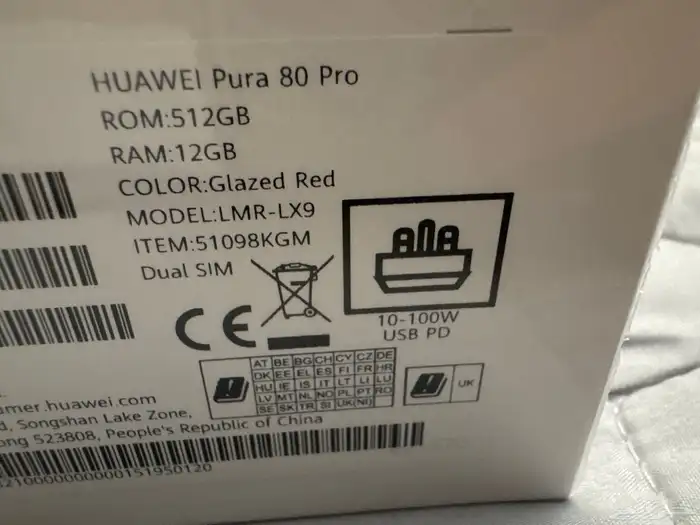 HUAWEI Pura 80 Pro
ROM:512GB
RAM:12GB
COLOR:Glazed Red
MODEL:LMR-LX9
ITEM:51098KGM
Dual SIM
CE
10-100W
USB PD
AT BE BG CH CY CZ DE
DK EE EL ES FI FR HR
HU IE IS IT LT LI LU
LV MT NL NO PL PT RO
SE SK TR SI UK(NI)
UK
mer.huawei.com
Songshan Lake Zone,
ong 523808, People's Republic of China